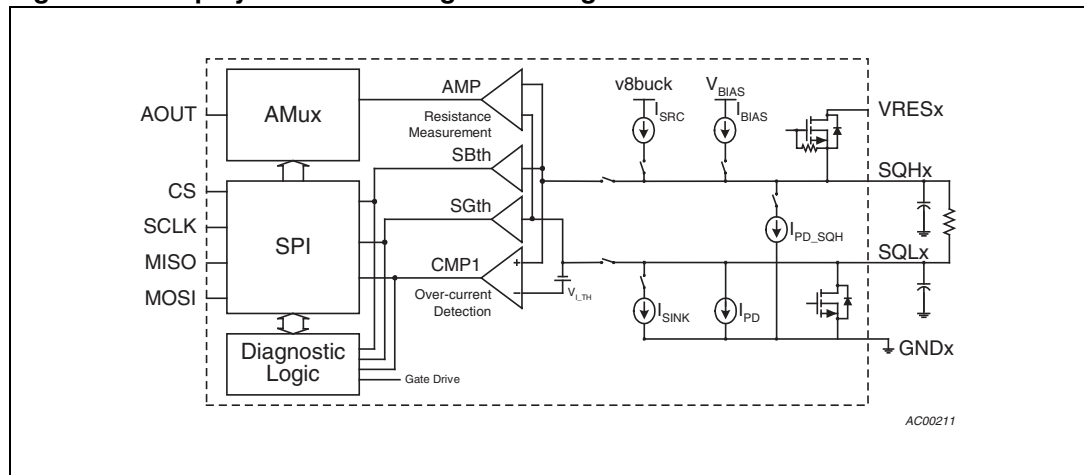 AOUT
AMux
AMP
Resistance
Measurement
v8buck
I_SRC
V_BIAS
I_BIAS
VRESx
SBth
CS
SCLK
MISO
MOSI
SPI
SGth
SQHx
I_PD_SQH
CMP1
+
−
Over-current
Detection
V_I_TH
SQLx
I_SINK
I_PD
GNDx
Diagnostic
Logic
Gate Drive
AC00211